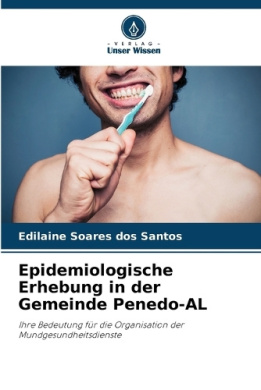 - VERLAG -
Unser Wissen
Edilaine Soares dos Santos
Epidemiologische
Erhebung in der
Gemeinde Penedo-AL
Ihre Bedeutung für die Organisation der
Mundgesundheitsdienste